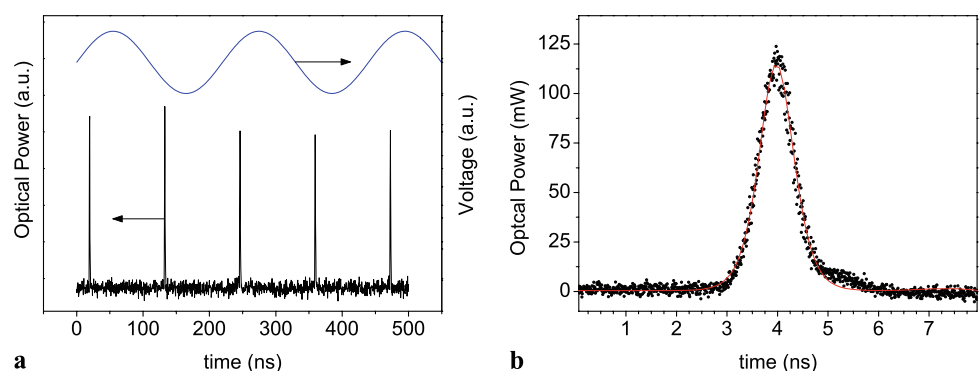 Optical Power (a.u.)
Voltage (a.u.)
0 100 200 300 400 500
time (ns)
a
Optcal Power (mW)
125
100
75
50
25
0
1 2 3 4 5 6 7
time (ns)
b